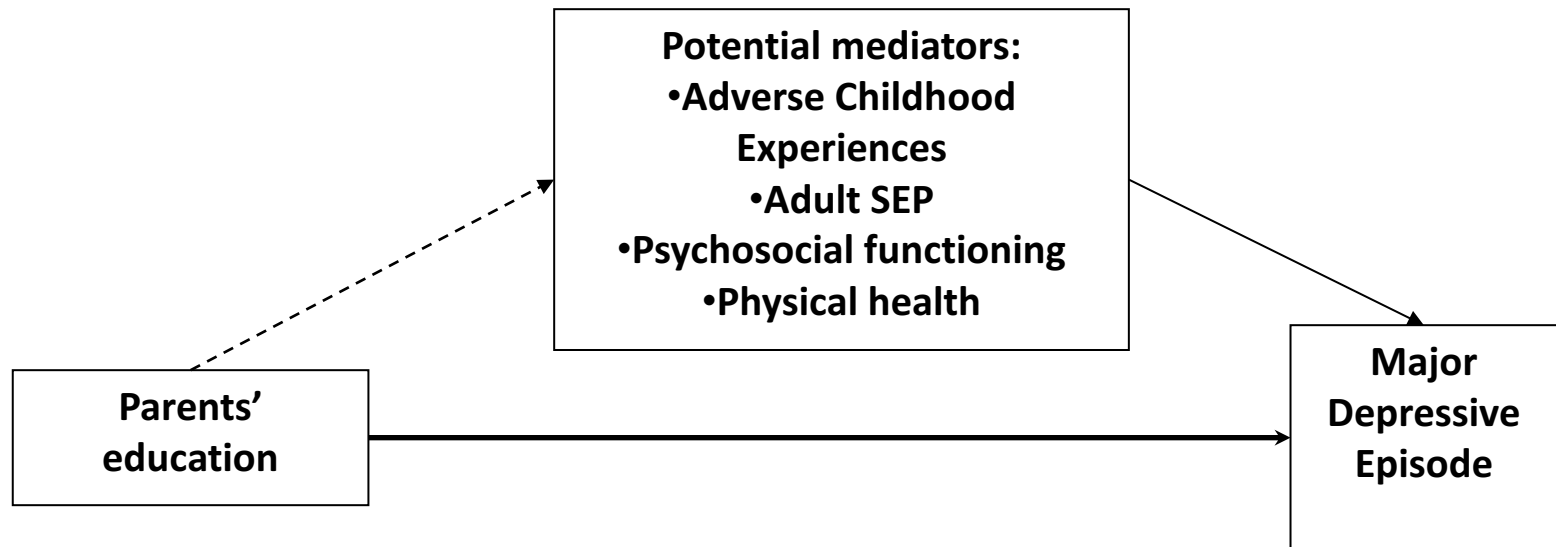 Potential mediators:
•Adverse Childhood
Experiences
•Adult SEP
•Psychosocial functioning
•Physical health
Parents’
education
Major
Depressive
Episode